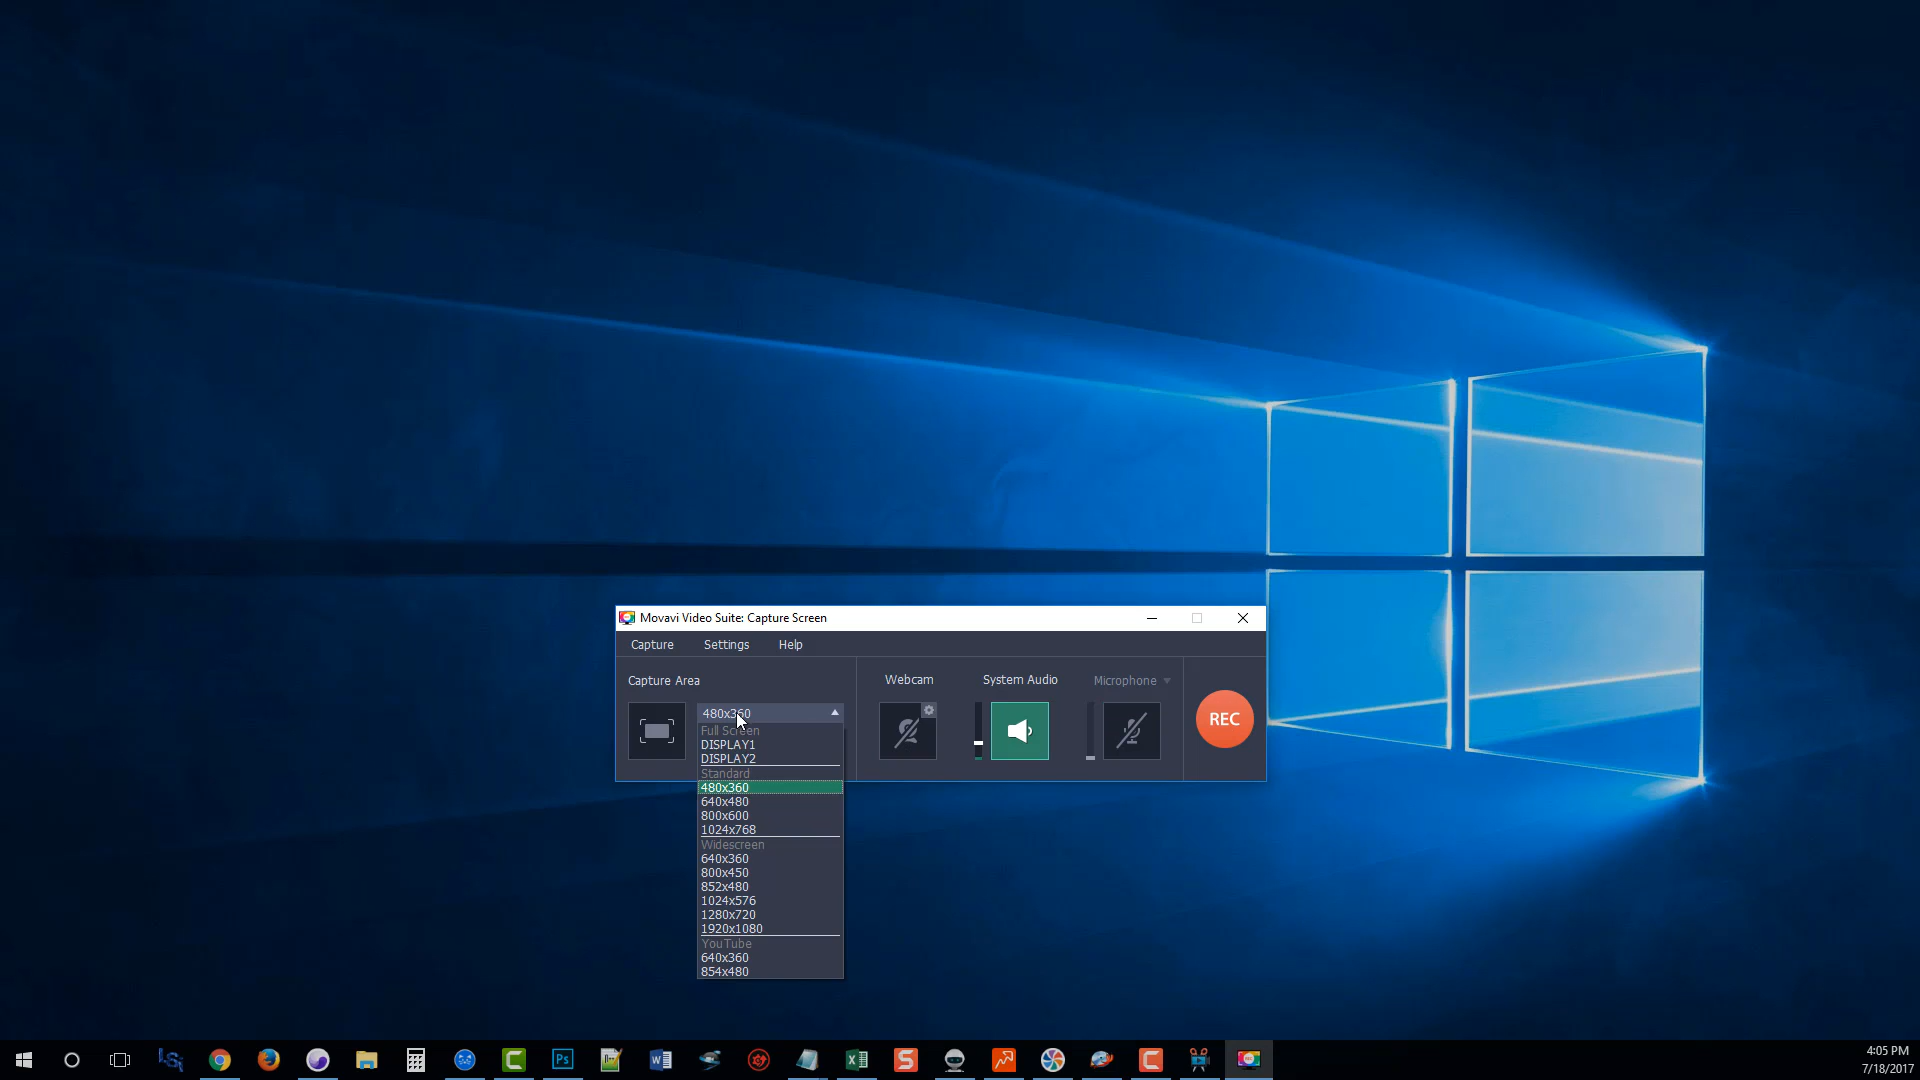 Movavi Video Suite: Capture Screen
Capture Settings Help
Capture Area
Webcam
System Audio
Microphone
480x360
REC
Full Screen
DISPLAY1
DISPLAY2
Standard
480x360
640x480
800x600
1024x768
Widescreen
640x360
800x450
852x480
1024x576
1280x720
1920x1080
YouTube
640x360
854x480
Ps
4:05 PM
7/18/2017